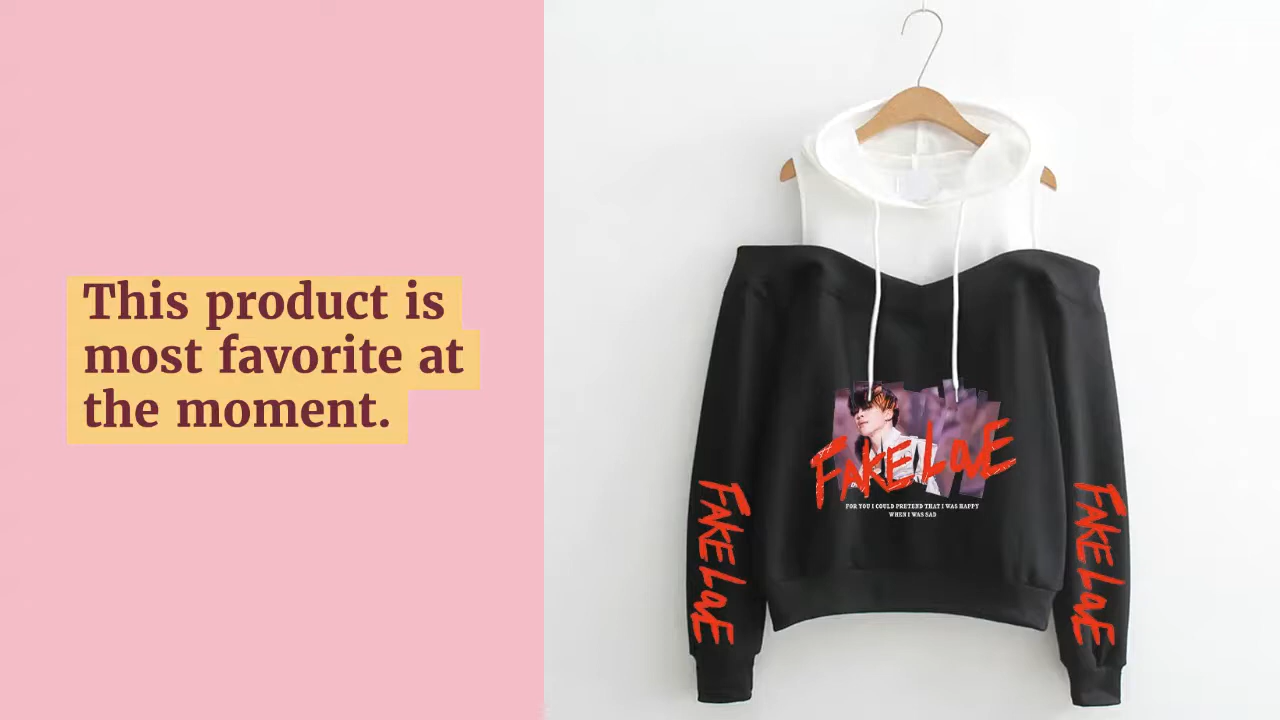 This product is
most favorite at
the moment.
FAKE LOVE
FOR YOU I COULD PRETEND THAT I WAS HAPPY
WHEN I WAS SAD
FAKE LOVE
FAKE LOVE